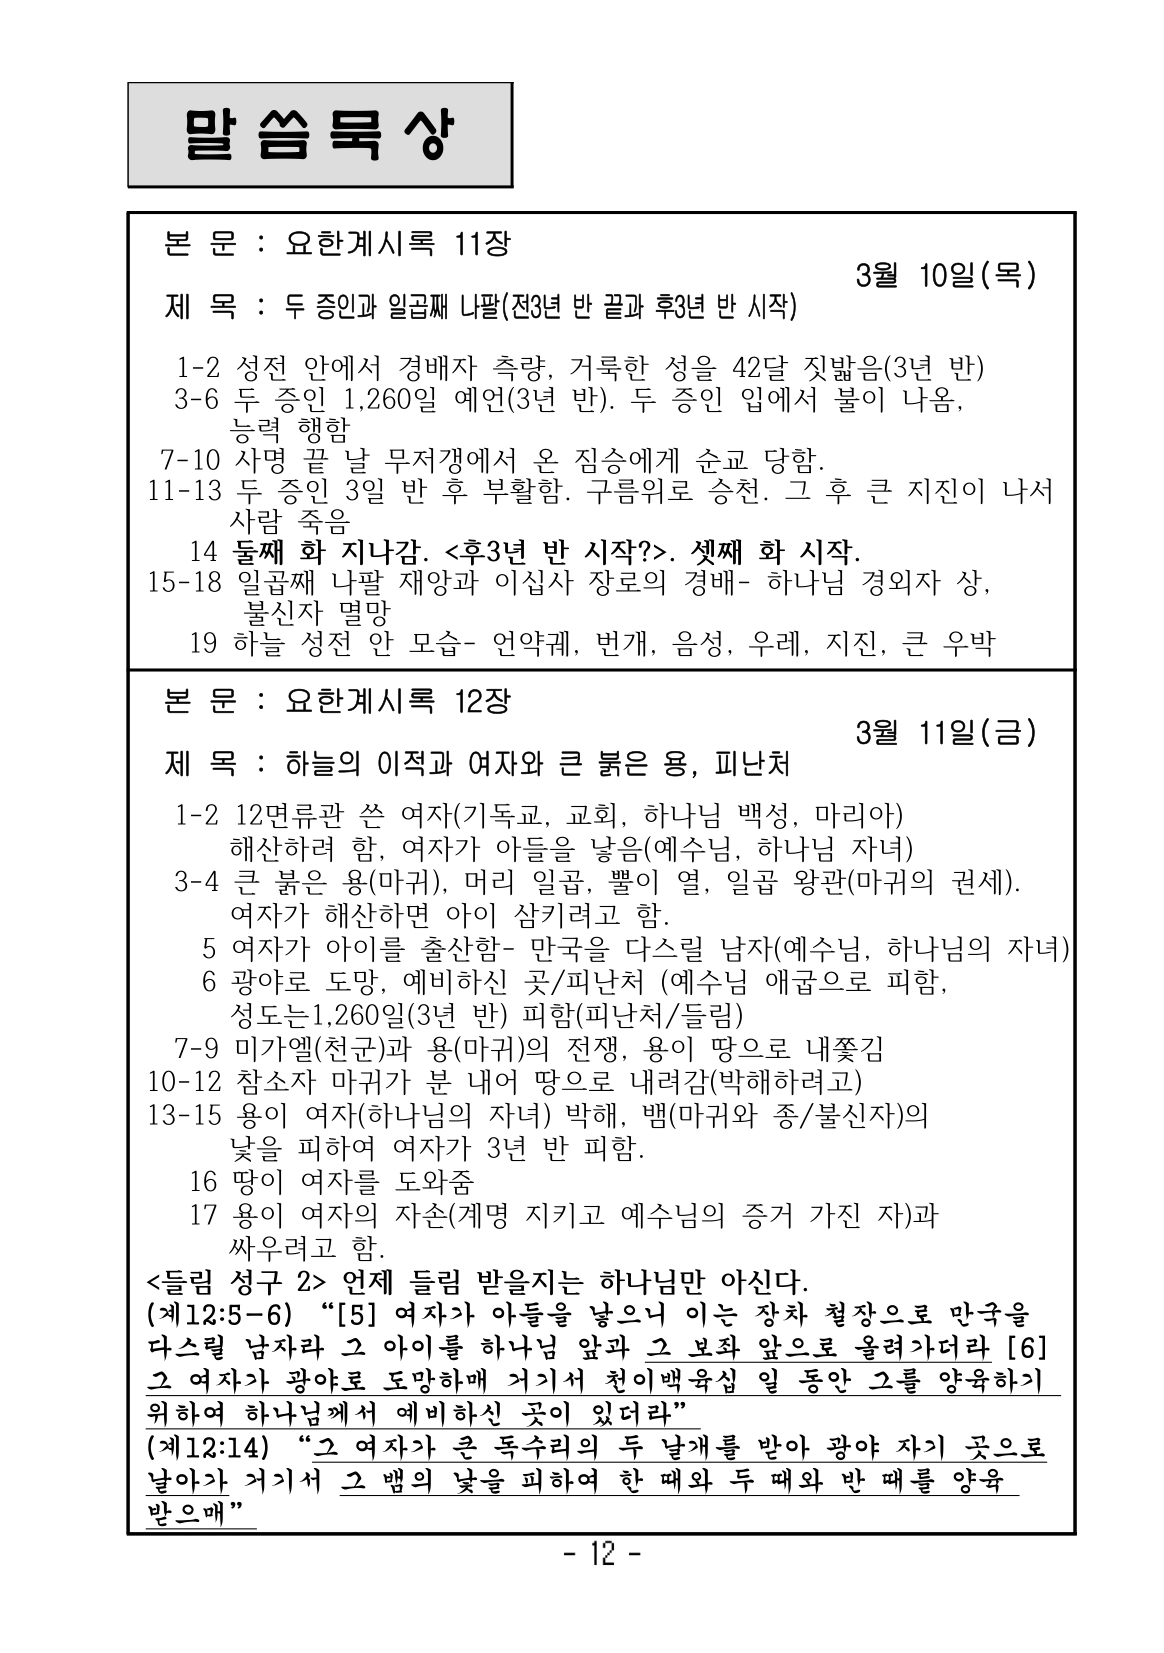 말씀묵상
본 문 : 요한계시록 11장
3월 10일(목)
제 목 : 두 증인과 일곱째 나팔(전3년 반 끝과 후3년 반 시작)
1-2 성전 안에서 경배자 측량, 거룩한 성을 42달 짓밟음(3년 반)
3-6 두 증인 1,260일 예언(3년 반). 두 증인 입에서 불이 나옴,
능력 행함
7-10 사명 끝 날 무저갱에서 온 짐승에게 순교 당함.
11-13 두 증인 3일 반 후 부활함. 구름위로 승천. 그 후 큰 지진이 나서
사람 죽음
14 둘째 화 지나감. <후3년 반 시작?>. 셋째 화 시작.
15-18 일곱째 나팔 재앙과 이십사 장로의 경배- 하나님 경외자 상,
불신자 멸망
19 하늘 성전 안 모습- 언약궤, 번개, 음성, 우레, 지진, 큰 우박
본 문 : 요한계시록 12장
3월 11일(금)
제 목 : 하늘의 이적과 여자와 큰 붉은 용, 피난처
1-2 12면류관 쓴 여자(기독교, 교회, 하나님 백성, 마리아)
해산하려 함, 여자가 아들을 낳음(예수님, 하나님 자녀)
3-4 큰 붉은 용(마귀), 머리 일곱, 뿔이 열, 일곱 왕관(마귀의 권세).
여자가 해산하면 아이 삼키려고 함.
5 여자가 아이를 출산함- 만국을 다스릴 남자(예수님, 하나님의 자녀)
6 광야로 도망, 예비하신 곳/피난처 (예수님 애굽으로 피함,
성도는1,260일(3년 반) 피함(피난처/들림)
7-9 미가엘(천군)과 용(마귀)의 전쟁, 용이 땅으로 내쫓김
10-12 참소자 마귀가 분 내어 땅으로 내려감(박해하려고)
13-15 용이 여자(하나님의 자녀) 박해, 뱀(마귀와 종/불신자)의
낯을 피하여 여자가 3년 반 피함.
16 땅이 여자를 도와줌
17 용이 여자의 자손(계명 지키고 예수님의 증거 가진 자)과
싸우려고 함.
<들림 성구 2> 언제 들림 받을지는 하나님만 아신다.
(계12:5-6) “[5] 여자가 아들을 낳으니 이는 장차 철장으로 만국을
다스릴 남자라 그 아이를 하나님 앞과 그 보좌 앞으로 올려가더라 [6]
그 여자가 광야로 도망하매 거기서 천이백육십 일 동안 그를 양육하기
위하여 하나님께서 예비하신 곳이 있더라”
(계12:14) “그 여자가 큰 독수리의 두 날개를 받아 광야 자기 곳으로
날아가 거기서 그 뱀의 낯을 피하여 한 때와 두 때와 반 때를 양육
받으매”
- 12 -